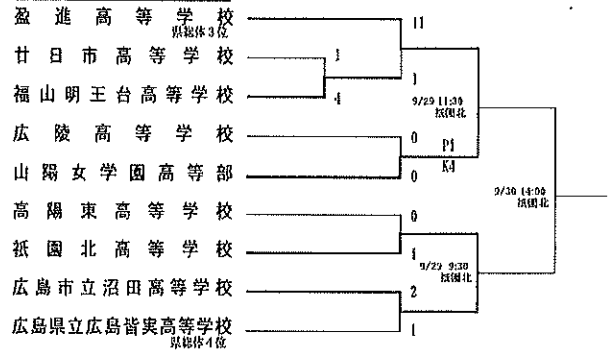 盈進高等学校
県総体3位
11
廿日市高等学校
1
1
福山明王台高等学校
4
9/29 11:30
祇園北
広陵高等学校
0
P1
K4
山陽女学園高等部
0
9/30 14:00
祇園北
高陽東高等学校
0
祇園北高等学校
1
9/29 9:30
祇園北
広島市立沼田高等学校
2
広島県立広島皆実高等学校
1
県総体4位